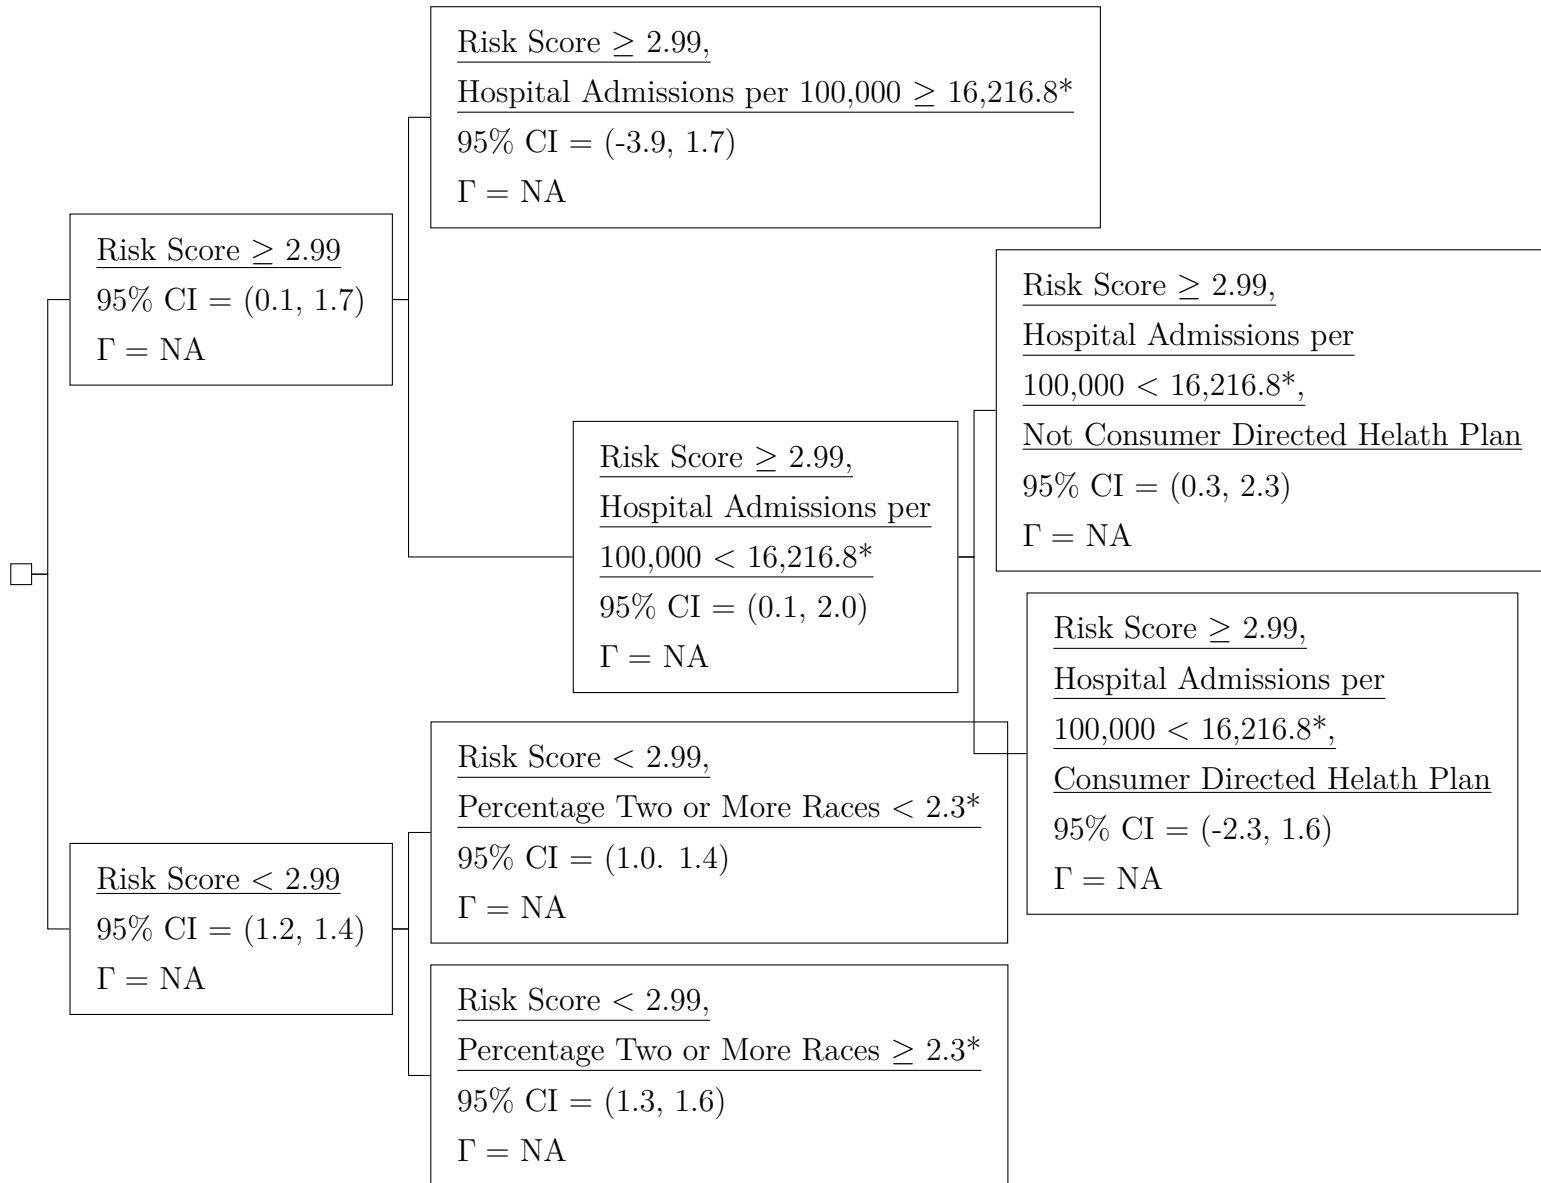 Risk Score ≥ 2.99,
Hospital Admissions per 100,000 ≥ 16,216.8*
95% CI = (-3.9, 1.7)
Γ = NA
Risk Score ≥ 2.99
95% CI = (0.1, 1.7)
Γ = NA
Risk Score ≥ 2.99,
Hospital Admissions per
100,000 < 16,216.8*,
Not Consumer Directed Helath Plan
95% CI = (0.3, 2.3)
Γ = NA
Risk Score ≥ 2.99,
Hospital Admissions per
100,000 < 16,216.8*
95% CI = (0.1, 2.0)
Γ = NA
Risk Score ≥ 2.99,
Hospital Admissions per
100,000 < 16,216.8*,
Consumer Directed Helath Plan
95% CI = (-2.3, 1.6)
Γ = NA
Risk Score < 2.99,
Percentage Two or More Races < 2.3*
95% CI = (1.0. 1.4)
Γ = NA
Risk Score < 2.99
95% CI = (1.2, 1.4)
Γ = NA
Risk Score < 2.99,
Percentage Two or More Races ≥ 2.3*
95% CI = (1.3, 1.6)
Γ = NA